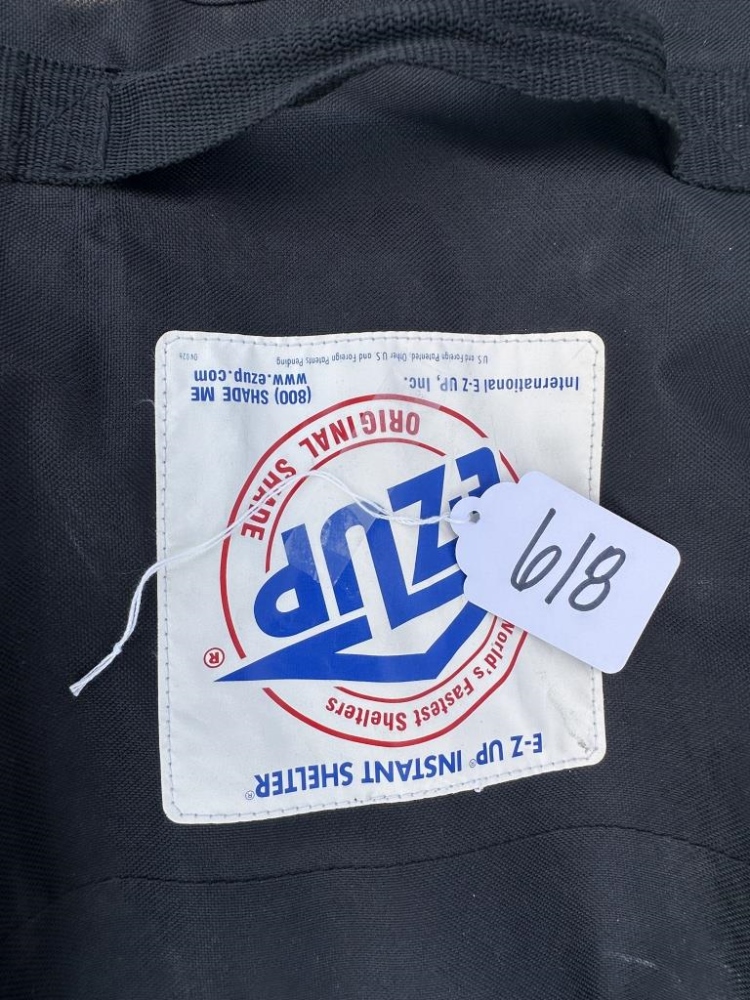 E-Z UP® INSTANT SHELTER®
World's Fastest Shelters
E-Z UP
®
ORIGINAL SHADE
International E-Z UP, Inc.
(800) SHADE ME
www.ezup.com
U.S. and Foreign Patented. Other U.S. and Foreign Patents Pending
618